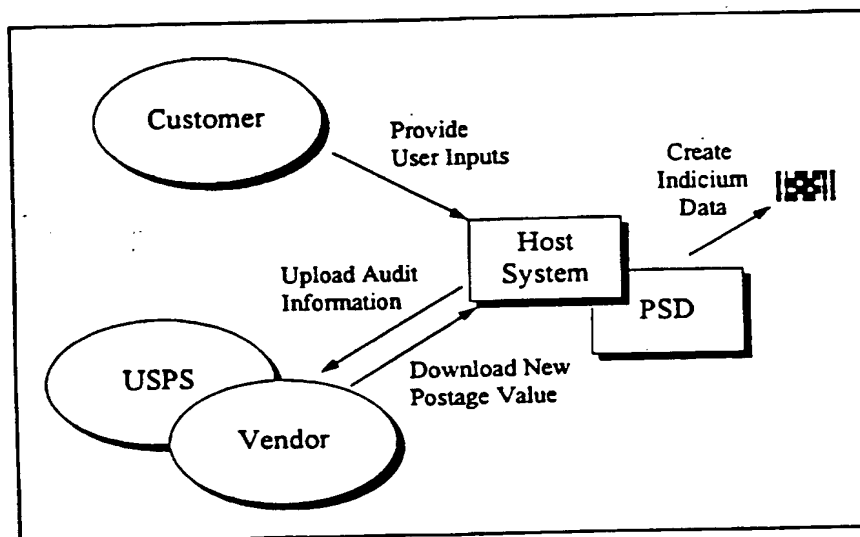 Customer
Provide
User Inputs
Create
Indicium
Data
Host
System
Upload Audit
Information
PSD
USPS
Download New
Postage Value
Vendor